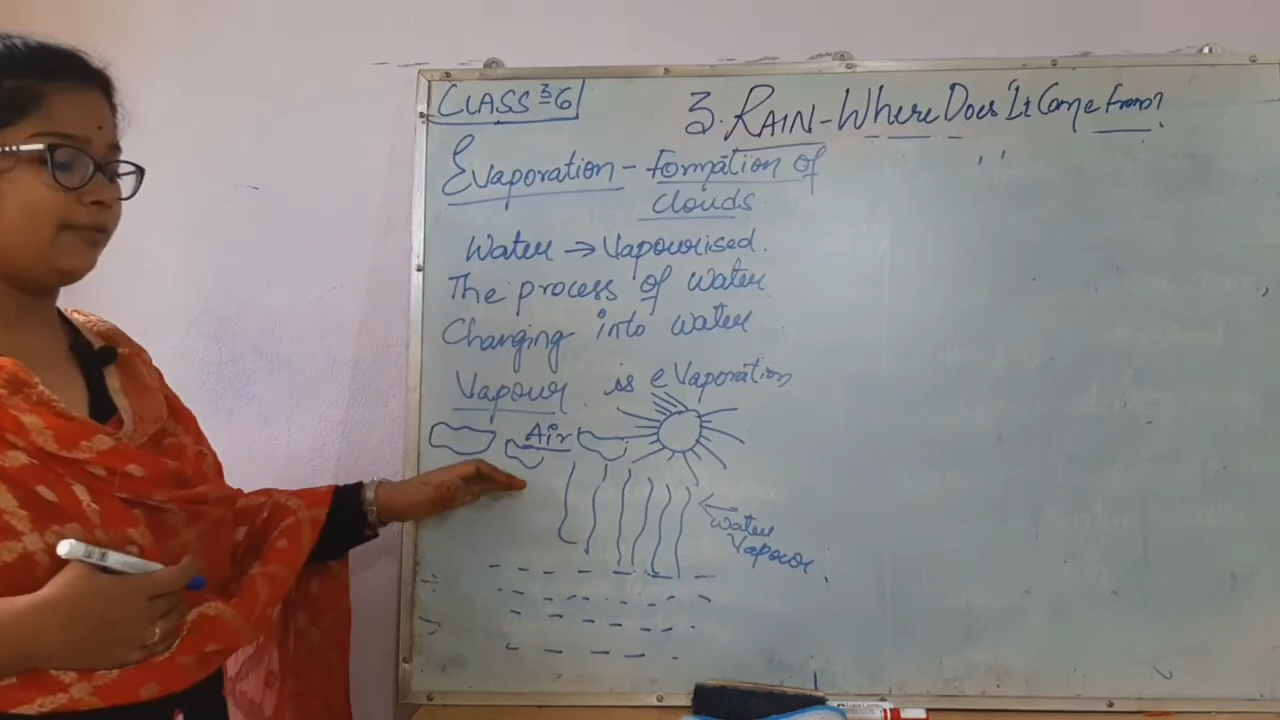 CLASS - 6
3. RAIN - Where Does It Come From?
Evaporation - Formation of
Clouds
Water → Vapourised.
The process of water
Changing into water
Vapour is evaporation
Air
Water
Vapour.